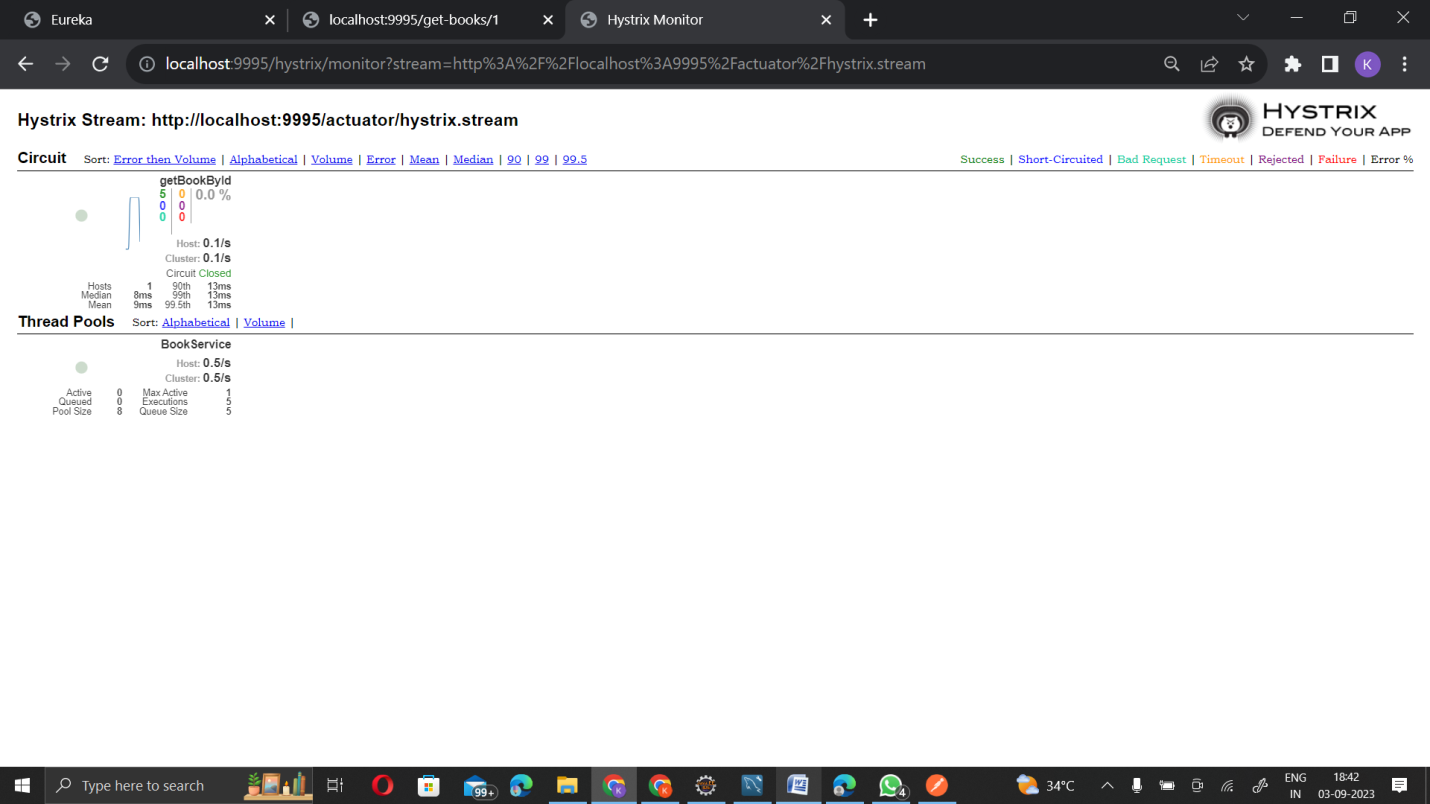 Eureka
localhost:9995/get-books/1
Hystrix Monitor
localhost:9995/hystrix/monitor?stream=http%3A%2F%2Flocalhost%3A9995%2Factuator%2Fhystrix.stream
K
Hystrix Stream: http://localhost:9995/actuator/hystrix.stream
HYSTRIX
DEFEND YOUR APP
Circuit Sort: Error then Volume | Alphabetical | Volume | Error | Mean | Median | 90 | 99 | 99.5
Success | Short-Circuited | Bad Request | Timeout | Rejected | Failure | Error %
getBookById
5 0 0.0 %
0 0
0 0
Host: 0.1/s
Cluster: 0.1/s
Circuit Closed
Hosts 1 90th 13ms
Median 8ms 99th 13ms
Mean 9ms 99.5th 13ms
Thread Pools Sort: Alphabetical | Volume |
BookService
Host: 0.5/s
Cluster: 0.5/s
Active 0 Max Active 1
Queued 0 Executions 5
Pool Size 8 Queue Size 5
Type here to search
99+
K
K
W
4
34°C
ENG
IN
18:42
03-09-2023